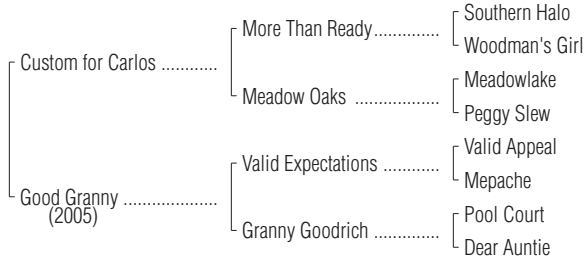 Southern Halo
More Than Ready..............
Woodman's Girl
Custom for Carlos ............
Meadowlake
Meadow Oaks ..................
Peggy Slew
Valid Appeal
Valid Expectations ............
Mepache
Good Granny ....................
(2005)
Pool Court
Granny Goodrich ..............
Dear Auntie